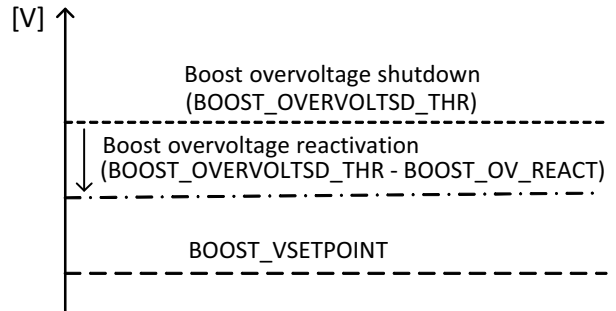 [V]
Boost overvoltage shutdown
(BOOST_OVERVOLTSD_THR)
Boost overvoltage reactivation
(BOOST_OVERVOLTSD_THR - BOOST_OV_REACT)
BOOST_VSETPOINT